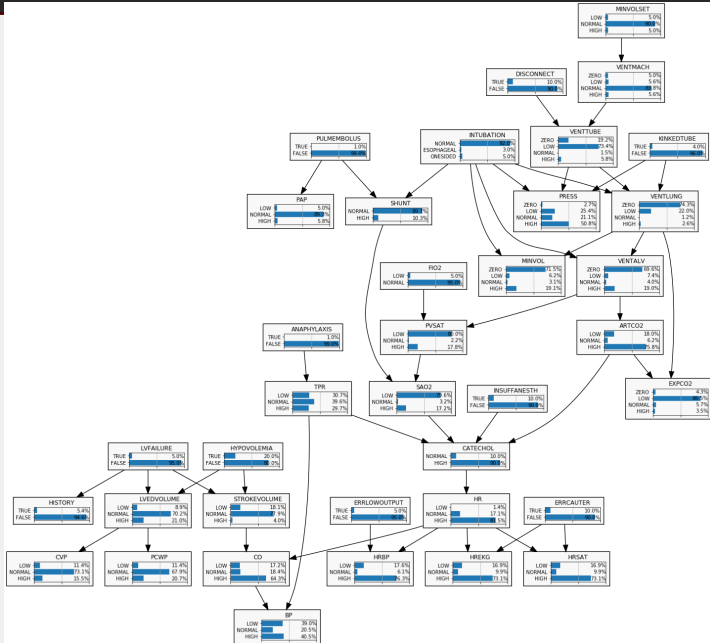 MINVOLSET
LOW 5.0%
NORMAL 90.0%
HIGH 5.0%
VENTMACH
ZERO 5.0%
LOW 5.6%
NORMAL
HIGH 5.6%
DISCONNECT
TRUE 10.0%
FALSE 90.0%
PULMEMBOLUS
TRUE 1.0%
FALSE 99.0%
INTUBATION
NORMAL 92.0%
ESOPHAGEAL 3.0%
ONESIDED 5.0%
VENTTUBE
ZERO 19.2%
LOW 73.4%
NORMAL 1.5%
HIGH 5.8%
KINKEDTUBE
TRUE 4.0%
FALSE 96.0%
PAP
LOW 5.0%
NORMAL
HIGH 5.8%
SHUNT
NORMAL
HIGH 10.3%
PRESS
ZERO 2.7%
LOW 25.4%
NORMAL 21.1%
HIGH 50.8%
VENTLUNG
ZERO 74.3%
LOW 22.0%
NORMAL 1.2%
HIGH 2.6%
FIO2
LOW 5.0%
NORMAL 95.0%
MINVOL
ZERO 71.5%
LOW 6.2%
NORMAL 3.1%
HIGH 19.1%
VENTALV
ZERO 69.6%
LOW 7.4%
NORMAL 4.0%
HIGH 19.0%
ANAPHYLAXIS
TRUE 1.0%
FALSE 99.0%
PVSAT
LOW
NORMAL 2.2%
HIGH 17.8%
ARTCO2
LOW 18.0%
NORMAL 6.2%
HIGH 75.8%
TPR
LOW 30.7%
NORMAL 39.6%
HIGH 29.7%
SAO2
LOW 79.6%
NORMAL 3.2%
HIGH 17.2%
INSUFFANESTH
TRUE 10.0%
FALSE 90.0%
EXPCO2
ZERO 4.3%
LOW
NORMAL 5.7%
HIGH 3.5%
LVFAILURE
TRUE 5.0%
FALSE 95.0%
HYPOVOLEMIA
TRUE 20.0%
FALSE 80.0%
CATECHOL
NORMAL 10.0%
HIGH 90.0%
HISTORY
TRUE 5.4%
FALSE 94.6%
LVEDVOLUME
LOW 8.9%
NORMAL 70.2%
HIGH 21.0%
STROKEVOLUME
LOW 18.1%
NORMAL 77.9%
HIGH 4.0%
ERRLOWOUTPUT
TRUE 5.0%
FALSE 95.0%
HR
LOW 1.4%
NORMAL 17.1%
HIGH 81.5%
ERRCAUTER
TRUE 10.0%
FALSE 90.0%
CVP
LOW 11.4%
NORMAL 73.1%
HIGH 15.5%
PCWP
LOW 11.4%
NORMAL 67.9%
HIGH 20.7%
CO
LOW 17.2%
NORMAL 18.4%
HIGH 64.3%
HRBP
LOW 17.6%
NORMAL 6.1%
HIGH 76.3%
HREKG
LOW 16.9%
NORMAL 9.9%
HIGH 73.1%
HRSAT
LOW 16.9%
NORMAL 9.9%
HIGH 73.1%
BP
LOW 39.0%
NORMAL 20.5%
HIGH 40.5%